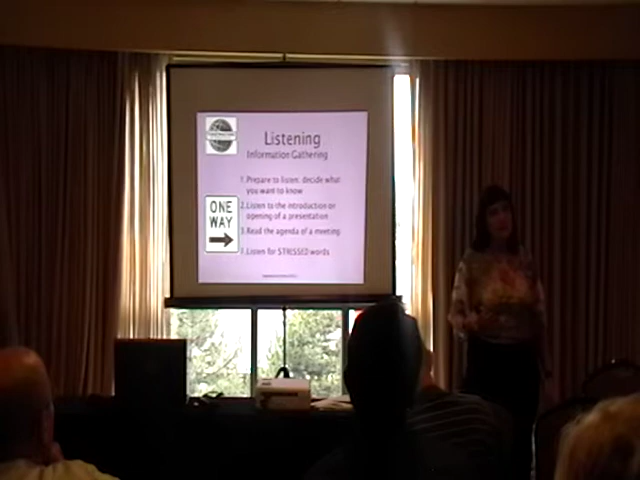 Listening
Information Gathering
1. Prepare to listen: decide what
you want to know
2. Listen to the introduction or
opening of a presentation
3. Read the agenda of a meeting
Listen for STRESSED words
ONE
WAY